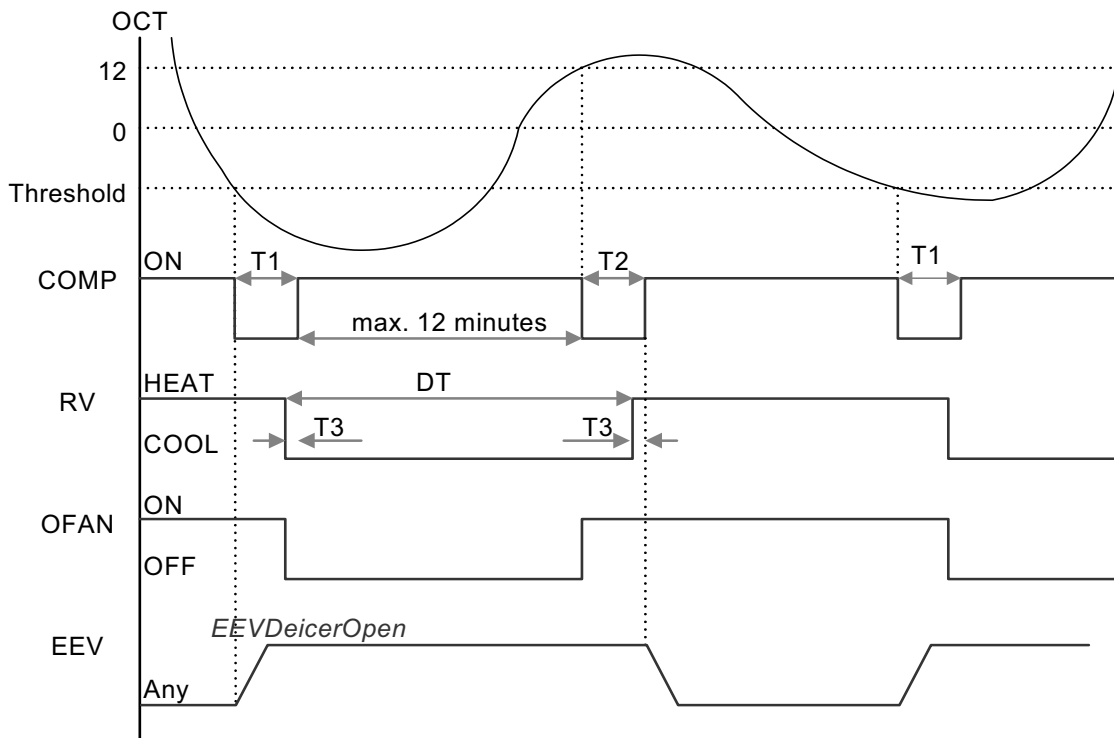 OCT
12
0
Threshold
ON
T1
T2
T1
COMP
max. 12 minutes
HEAT
DT
RV
T3
T3
COOL
ON
OFAN
OFF
EEVDeicerOpen
EEV
Any